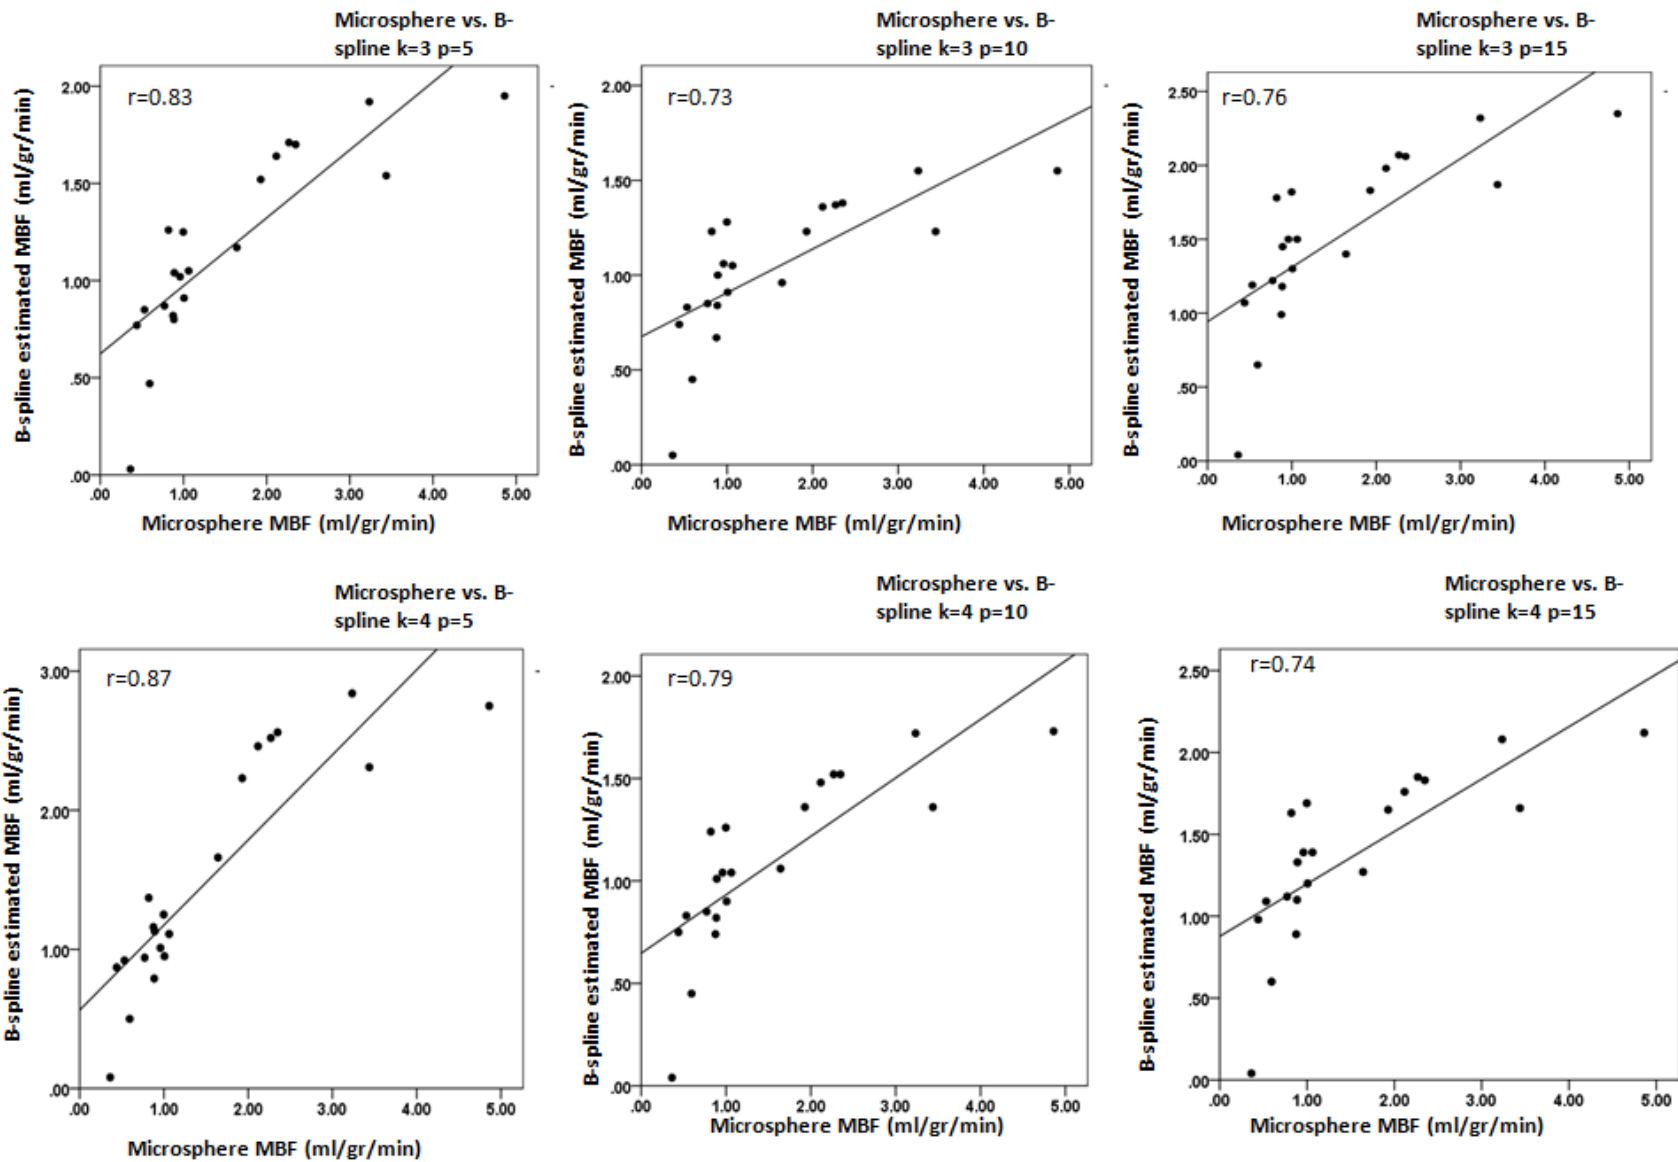 Microsphere vs. B-
spline k=3 p=5
r=0.83
B-spline estimated MBF (ml/gr/min)
2.00
1.50
1.00
.50
.00
.00 1.00 2.00 3.00 4.00 5.00
Microsphere MBF (ml/gr/min)
Microsphere vs. B-
spline k=3 p=10
r=0.73
B-spline estimated MBF (ml/gr/min)
2.00
1.50
1.00
.50
.00
.00 1.00 2.00 3.00 4.00 5.00
Microsphere MBF (ml/gr/min)
Microsphere vs. B-
spline k=3 p=15
r=0.76
B-spline estimated MBF (ml/gr/min)
2.50
2.00
1.50
1.00
.50
.00
.00 1.00 2.00 3.00 4.00 5.00
Microsphere MBF (ml/gr/min)
Microsphere vs. B-
spline k=4 p=5
r=0.87
B-spline estimated MBF (ml/gr/min)
3.00
2.00
1.00
.00
.00 1.00 2.00 3.00 4.00 5.00
Microsphere MBF (ml/gr/min)
Microsphere vs. B-
spline k=4 p=10
r=0.79
B-spline estimated MBF (ml/gr/min)
2.00
1.50
1.00
.50
.00
.00 1.00 2.00 3.00 4.00 5.00
Microsphere MBF (ml/gr/min)
Microsphere vs. B-
spline k=4 p=15
r=0.74
B-spline estimated MBF (ml/gr/min)
2.50
2.00
1.50
1.00
.50
.00
.00 1.00 2.00 3.00 4.00 5.00
Microsphere MBF (ml/gr/min)